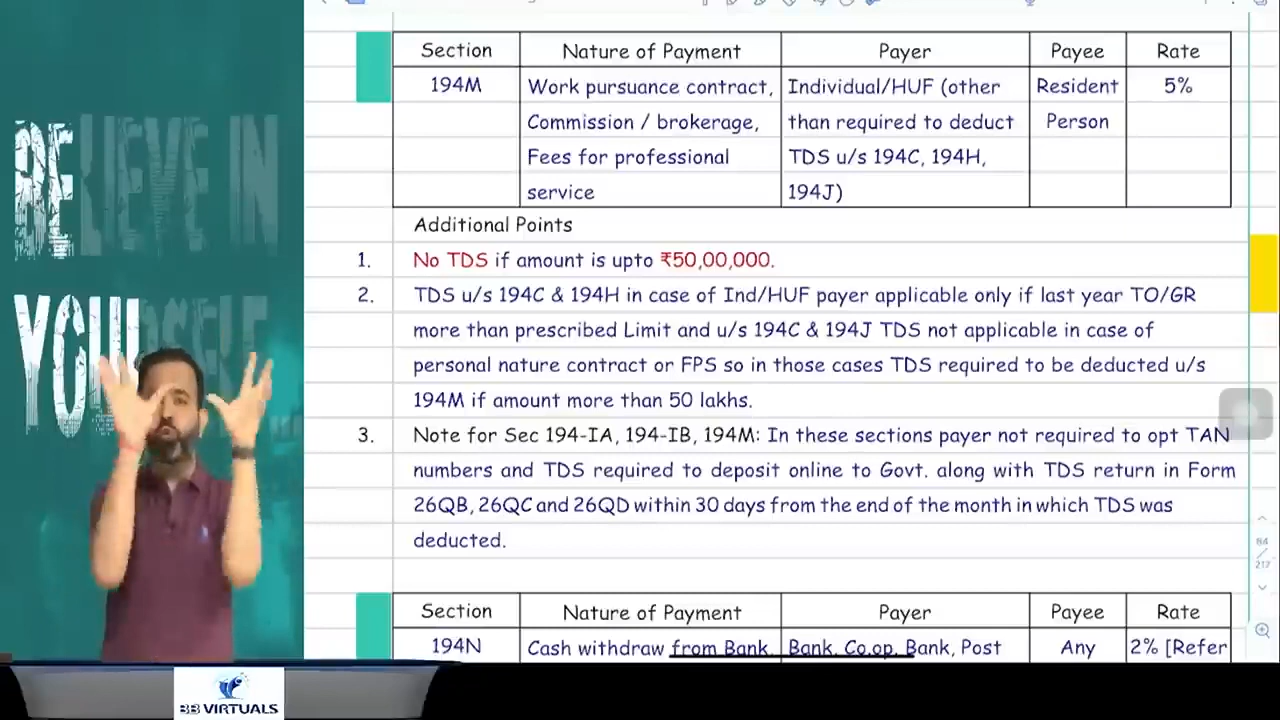 BELIEVE IN
YOURSELF
Section Nature of Payment Payer Payee Rate
194M Work pursuance contract, Individual/HUF (other Resident 5%
Commission / brokerage, than required to deduct Person
Fees for professional TDS u/s 194C, 194H,
service 194J)
Additional Points
1. No TDS if amount is upto ₹50,00,000.
2. TDS u/s 194C & 194H in case of Ind/HUF payer applicable only if last year TO/GR
more than prescribed Limit and u/s 194C & 194J TDS not applicable in case of
personal nature contract or FPS so in those cases TDS required to be deducted u/s
194M if amount more than 50 lakhs.
3. Note for Sec 194-IA, 194-IB, 194M: In these sections payer not required to opt TAN
numbers and TDS required to deposit online to Govt. along with TDS return in Form
26QB, 26QC and 26QD within 30 days from the end of the month in which TDS was
deducted.
84
/
217
Section Nature of Payment Payer Payee Rate
194N Cash withdraw from Bank, Bank, Co.op. Bank, Post Any 2% [Refer
BB VIRTUALS